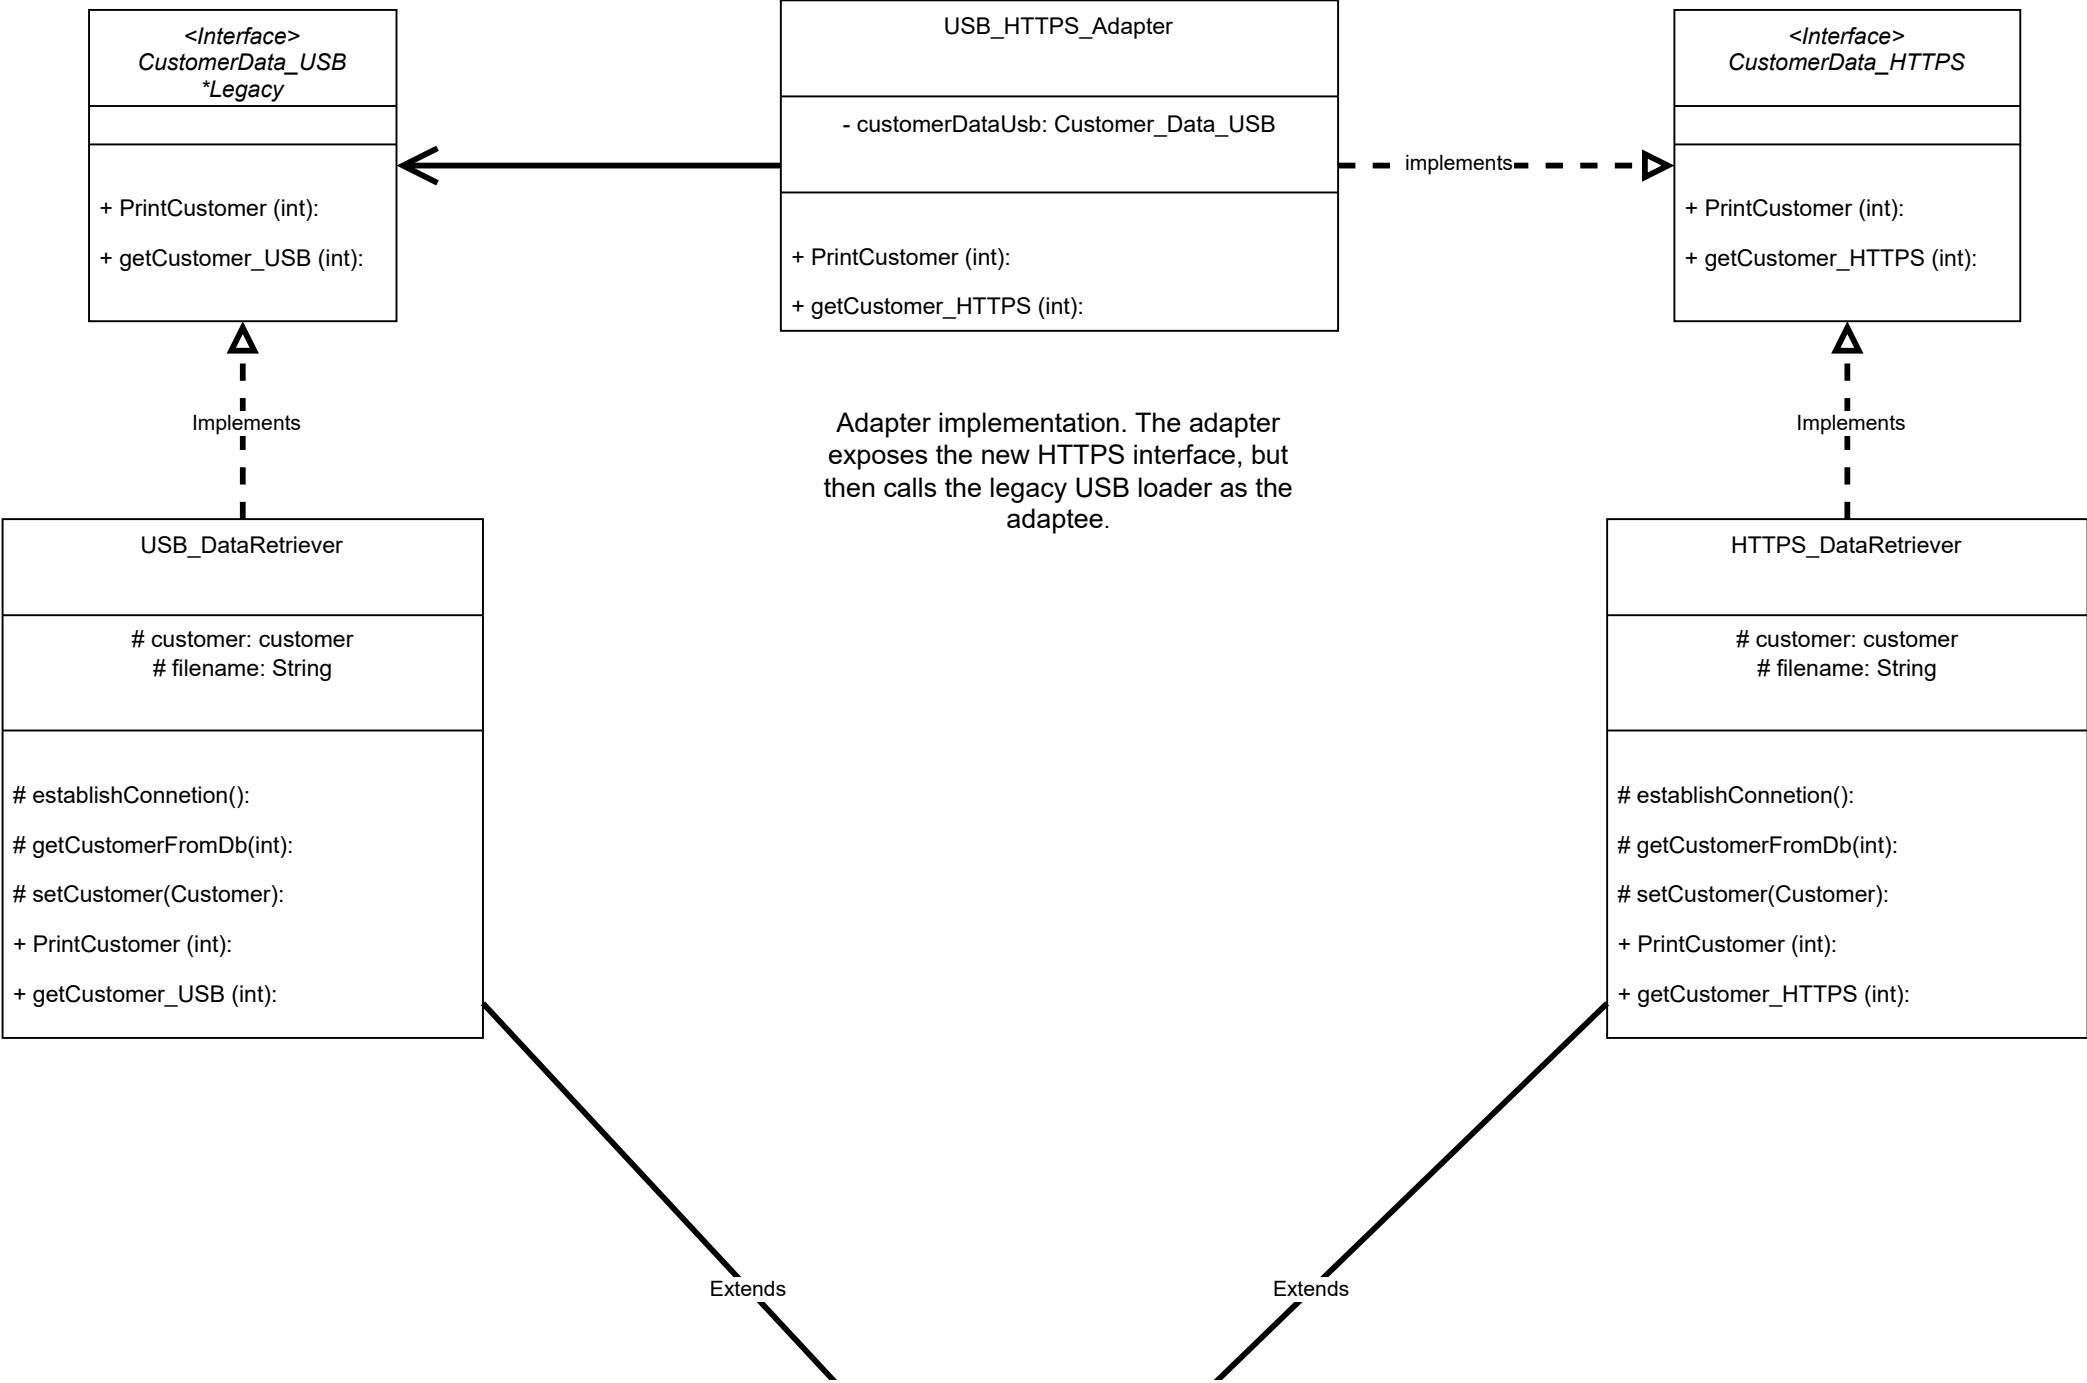 <Interface>
CustomerData_USB
*Legacy
+ PrintCustomer (int):
+ getCustomer_USB (int):
USB_HTTPS_Adapter
- customerDataUsb: Customer_Data_USB
+ PrintCustomer (int):
+ getCustomer_HTTPS (int):
implements
<Interface>
CustomerData_HTTPS
+ PrintCustomer (int):
+ getCustomer_HTTPS (int):
Implements
Adapter implementation. The adapter
exposes the new HTTPS interface, but
then calls the legacy USB loader as the
adaptee.
Implements
USB_DataRetriever
# customer: customer
# filename: String
# establishConnetion():
# getCustomerFromDb(int):
# setCustomer(Customer):
+ PrintCustomer (int):
+ getCustomer_USB (int):
HTTPS_DataRetriever
# customer: customer
# filename: String
# establishConnetion():
# getCustomerFromDb(int):
# setCustomer(Customer):
+ PrintCustomer (int):
+ getCustomer_HTTPS (int):
Extends
Extends